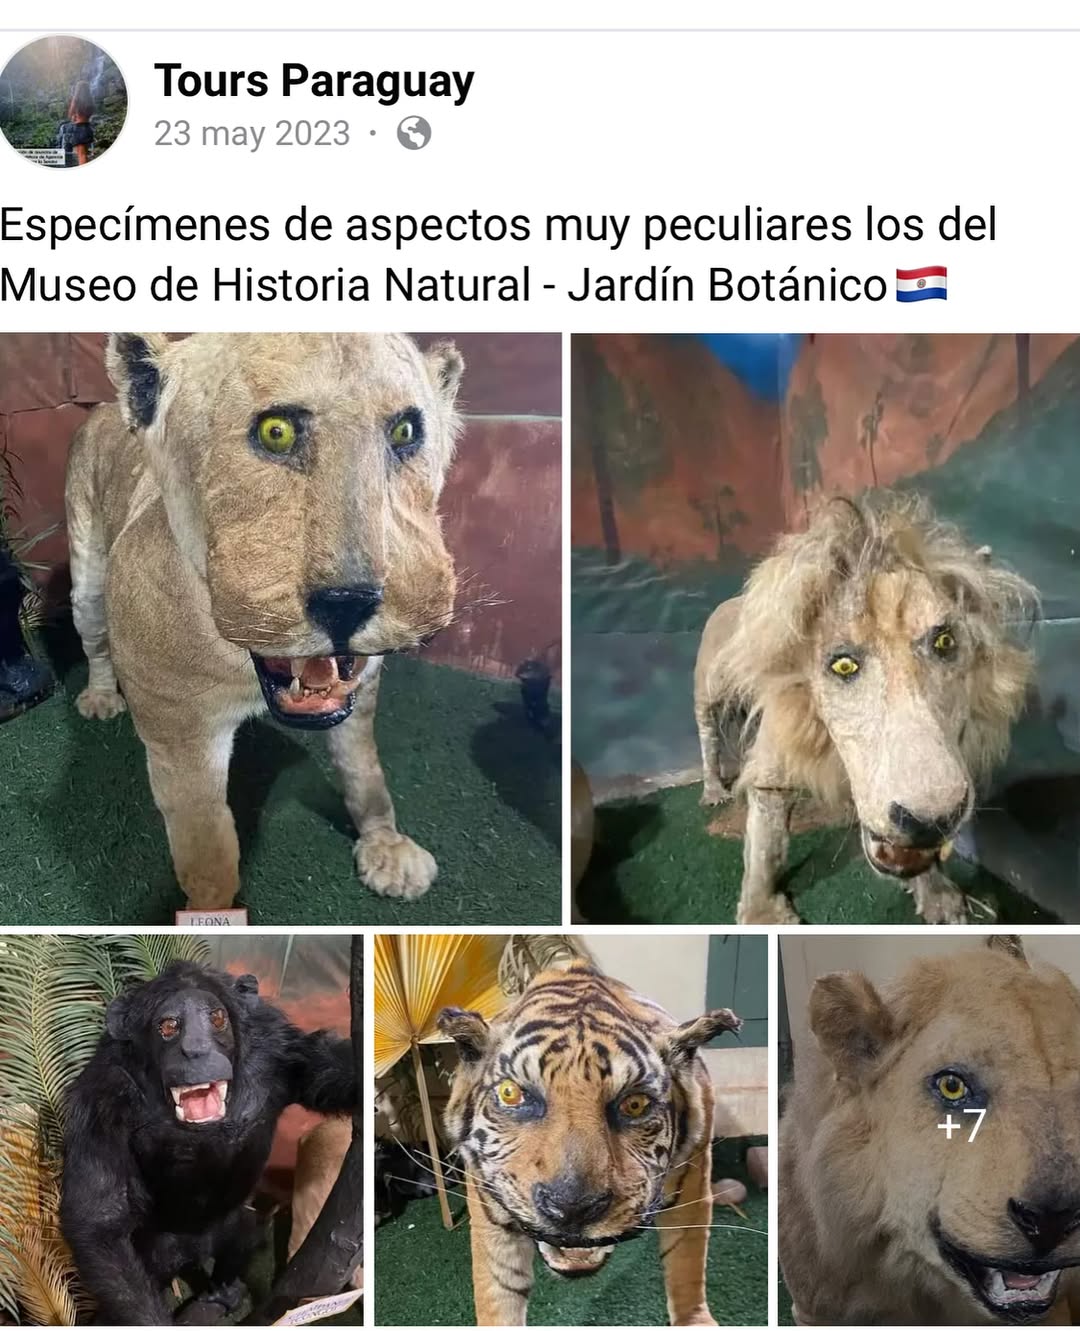 Tours Paraguay
23 may 2023
Especímenes de aspectos muy peculiares los del
Museo de Historia Natural - Jardín Botánico
LEONA
+7